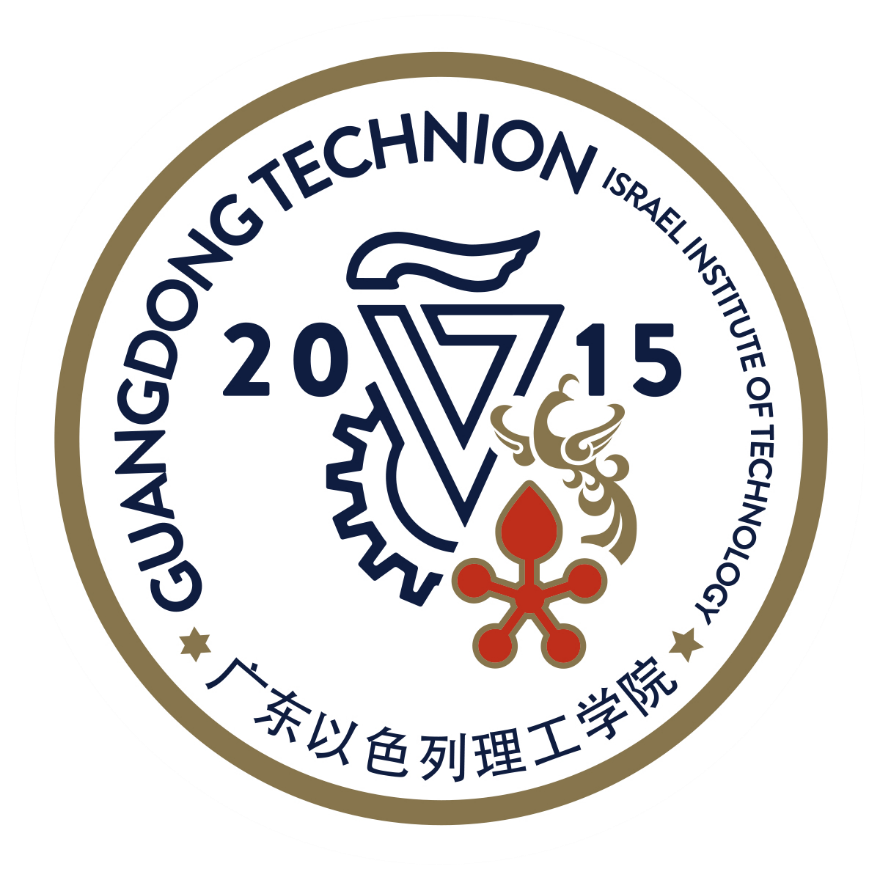 GUANGDONG TECHNION ISRAEL INSTITUTE OF TECHNOLOGY
2015
广东以色列理工学院